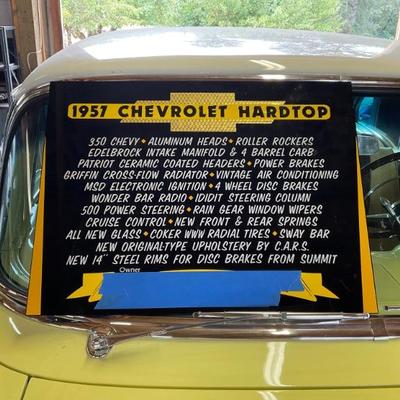 1957 CHEVROLET HARDTOP
350 CHEVY • ALUMINUM HEADS • ROLLER ROCKERS
EDELBROCK INTAKE MANIFOLD & 4 BARREL CARB
PATRIOT CERAMIC COATED HEADERS • POWER BRAKES
GRIFFIN CROSS-FLOW RADIATOR • VINTAGE AIR CONDITIONING
MSD ELECTRONIC IGNITION • 4 WHEEL DISC BRAKES
WONDER BAR RADIO • IDIDIT STEERING COLUMN
500 POWER STEERING • RAIN GEAR WINDOW WIPERS
CRUISE CONTROL • NEW FRONT & REAR SPRINGS
ALL NEW GLASS • COKER WWW RADIAL TIRES • SWAY BAR
NEW ORIGINALTYPE UPHOLSTERY BY C.A.R.S.
NEW 14" STEEL RIMS FOR DISC BRAKES FROM SUMMIT
Owner